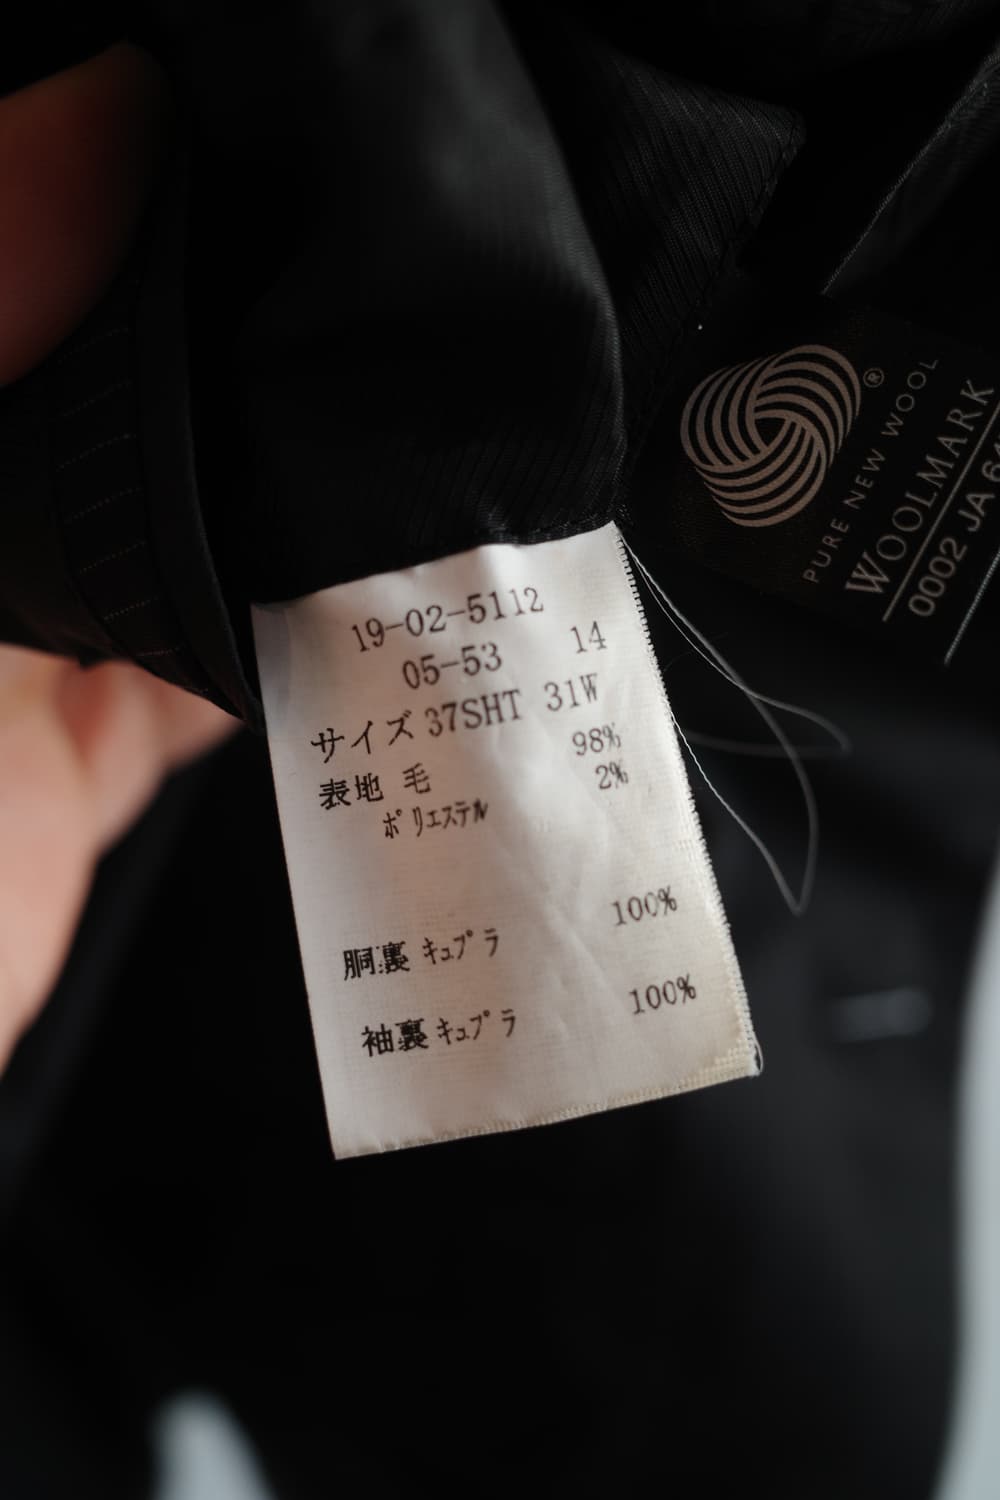 19-02-5112
05-53 14
サイズ 37SHT 31W
表地 毛 98%
ポリエステル 2%
胴裏 キュプラ 100%
袖裏 キュプラ 100%
PURE NEW WOOL
WOOLMARK
0002 JA
®